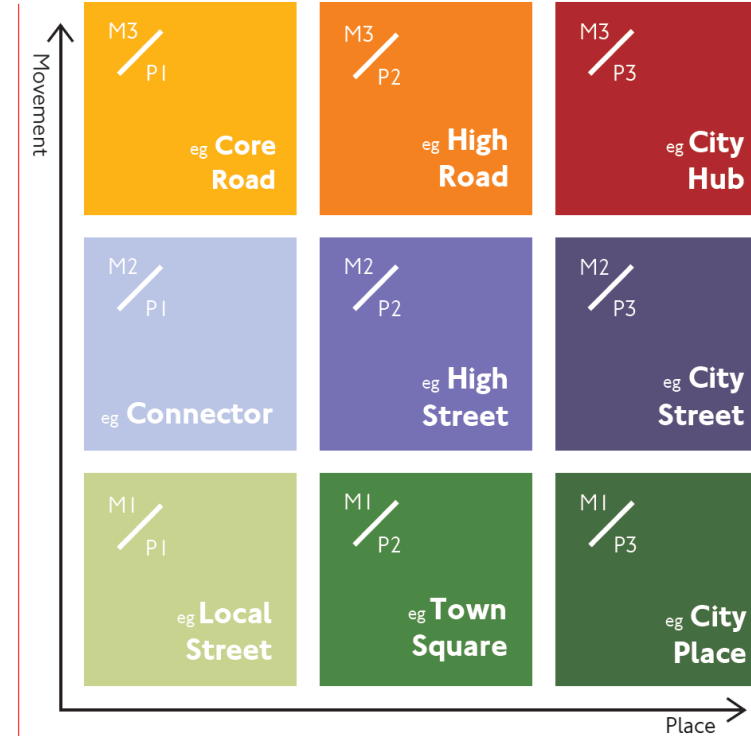 Movement
M3
P1
eg Core
Road
M3
P2
eg High
Road
M3
P3
eg City
Hub
M2
P1
eg Connector
M2
P2
eg High
Street
M2
P3
eg City
Street
M1
P1
eg Local
Street
M1
P2
eg Town
Square
M1
P3
eg City
Place
Place